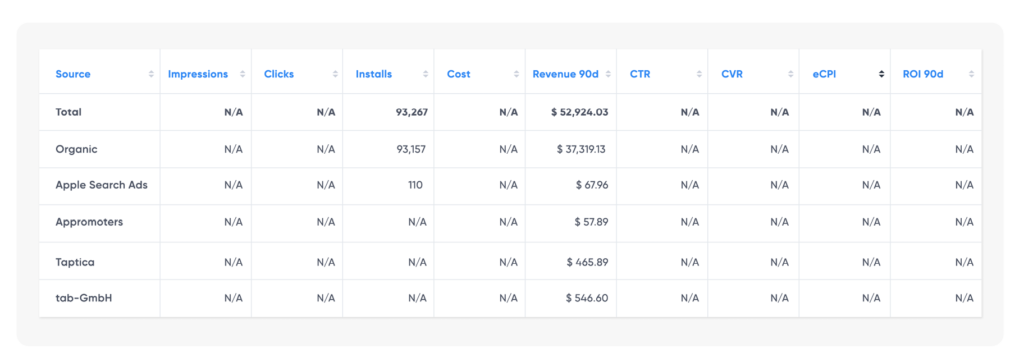 Source Impressions Clicks Installs Cost Revenue 90d CTR CVR eCPI ROI 90d
Total N/A N/A 93,267 N/A $ 52,924.03 N/A N/A N/A N/A
Organic N/A N/A 93,157 N/A $ 37,319.13 N/A N/A N/A N/A
Apple Search Ads N/A N/A 110 N/A $ 67.96 N/A N/A N/A N/A
Appromoters N/A N/A N/A N/A $ 57.89 N/A N/A N/A N/A
Taptica N/A N/A N/A N/A $ 465.89 N/A N/A N/A N/A
tab-GmbH N/A N/A N/A N/A $ 546.60 N/A N/A N/A N/A